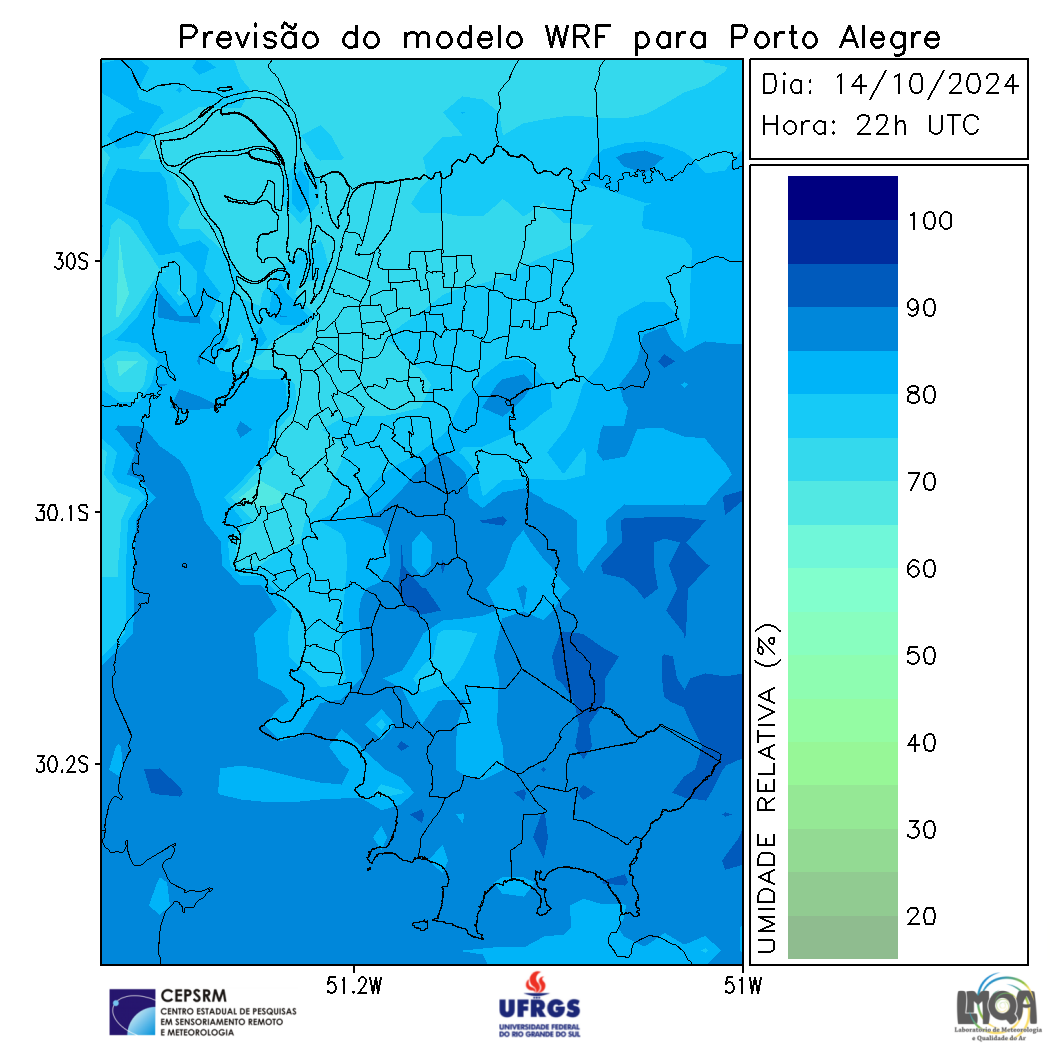 Previsão do modelo WRF para Porto Alegre
Dia: 14/10/2024
Hora: 22h UTC
30S
30.1S
30.2S
51.2W
51W
UMIDADE RELATIVA (%)
100
90
80
70
60
50
40
30
20
CEPSRM
CENTRO ESTADUAL DE PESQUISAS
EM SENSORIAMENTO REMOTO
E METEOROLOGIA
UFRGS
UNIVERSIDADE FEDERAL
DO RIO GRANDE DO SUL
LMQA
Laboratório de Meteorologia
e Qualidade do Ar